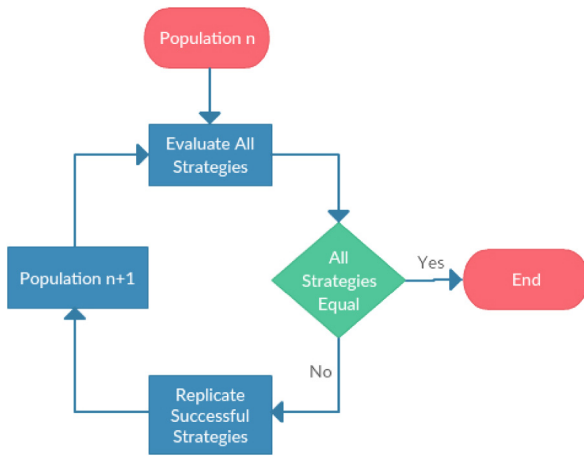 Population n
Evaluate All
Strategies
All
Strategies
Equal
Yes
End
No
Replicate
Successful
Strategies
Population n+1